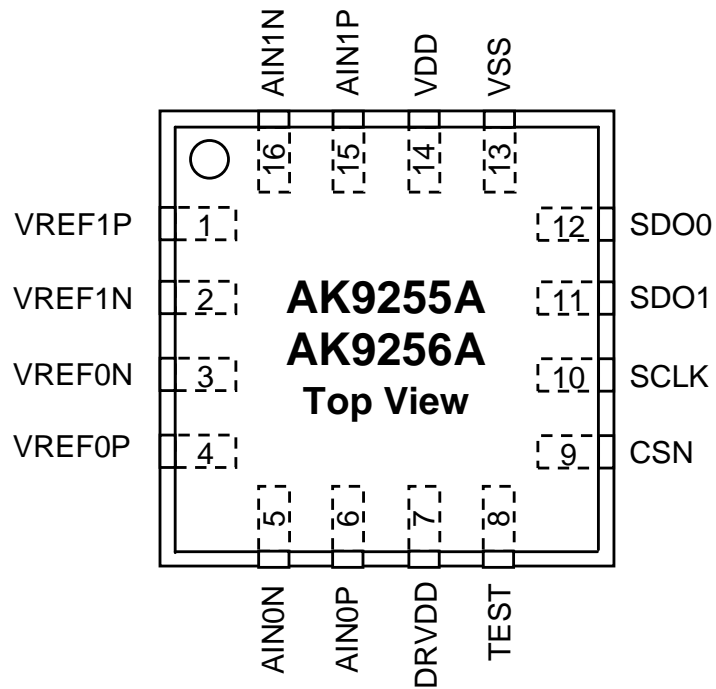 AIN1N
AIN1P
VDD
VSS
16
15
14
13
VREF1P
1
12
SDO0
VREF1N
2
AK9255A
11
SDO1
AK9256A
VREF0N
3
Top View
10
SCLK
VREF0P
4
9
CSN
5
6
7
8
AIN0N
AIN0P
DRVDD
TEST